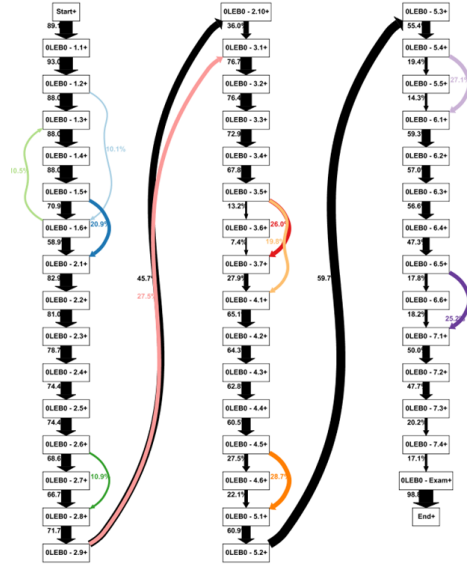 Start+
89.1%
0LEB0 - 1.1+
93.0%
0LEB0 - 1.2+
88.0%
0LEB0 - 1.3+
88.0%
0LEB0 - 1.4+
88.0%
0LEB0 - 1.5+
70.9%
0LEB0 - 1.6+
58.9%
0LEB0 - 2.1+
82.9%
0LEB0 - 2.2+
81.0%
0LEB0 - 2.3+
78.7%
0LEB0 - 2.4+
74.4%
0LEB0 - 2.5+
74.4%
0LEB0 - 2.6+
68.6%
0LEB0 - 2.7+
66.7%
0LEB0 - 2.8+
71.7%
0LEB0 - 2.9+
10.1%
20.9%
10.9%
45.7%
27.5%
0LEB0 - 2.10+
36.0%
0LEB0 - 3.1+
76.7%
0LEB0 - 3.2+
76.4%
0LEB0 - 3.3+
72.9%
0LEB0 - 3.4+
67.8%
0LEB0 - 3.5+
13.2%
0LEB0 - 3.6+
7.4%
0LEB0 - 3.7+
27.9%
0LEB0 - 4.1+
65.1%
0LEB0 - 4.2+
64.3%
0LEB0 - 4.3+
62.8%
0LEB0 - 4.4+
60.5%
0LEB0 - 4.5+
27.5%
0LEB0 - 4.6+
22.1%
0LEB0 - 5.1+
60.9%
0LEB0 - 5.2+
26.0%
28.7%
59.7%
0LEB0 - 5.3+
55.4%
0LEB0 - 5.4+
19.4%
0LEB0 - 5.5+
14.3%
0LEB0 - 6.1+
59.3%
0LEB0 - 6.2+
57.0%
0LEB0 - 6.3+
56.6%
0LEB0 - 6.4+
47.3%
0LEB0 - 6.5+
17.8%
0LEB0 - 6.6+
18.2%
0LEB0 - 7.1+
50.0%
0LEB0 - 7.2+
47.7%
0LEB0 - 7.3+
20.2%
0LEB0 - 7.4+
17.1%
0LEB0 - Exam+
98.8%
End+
27.1%
25.2%